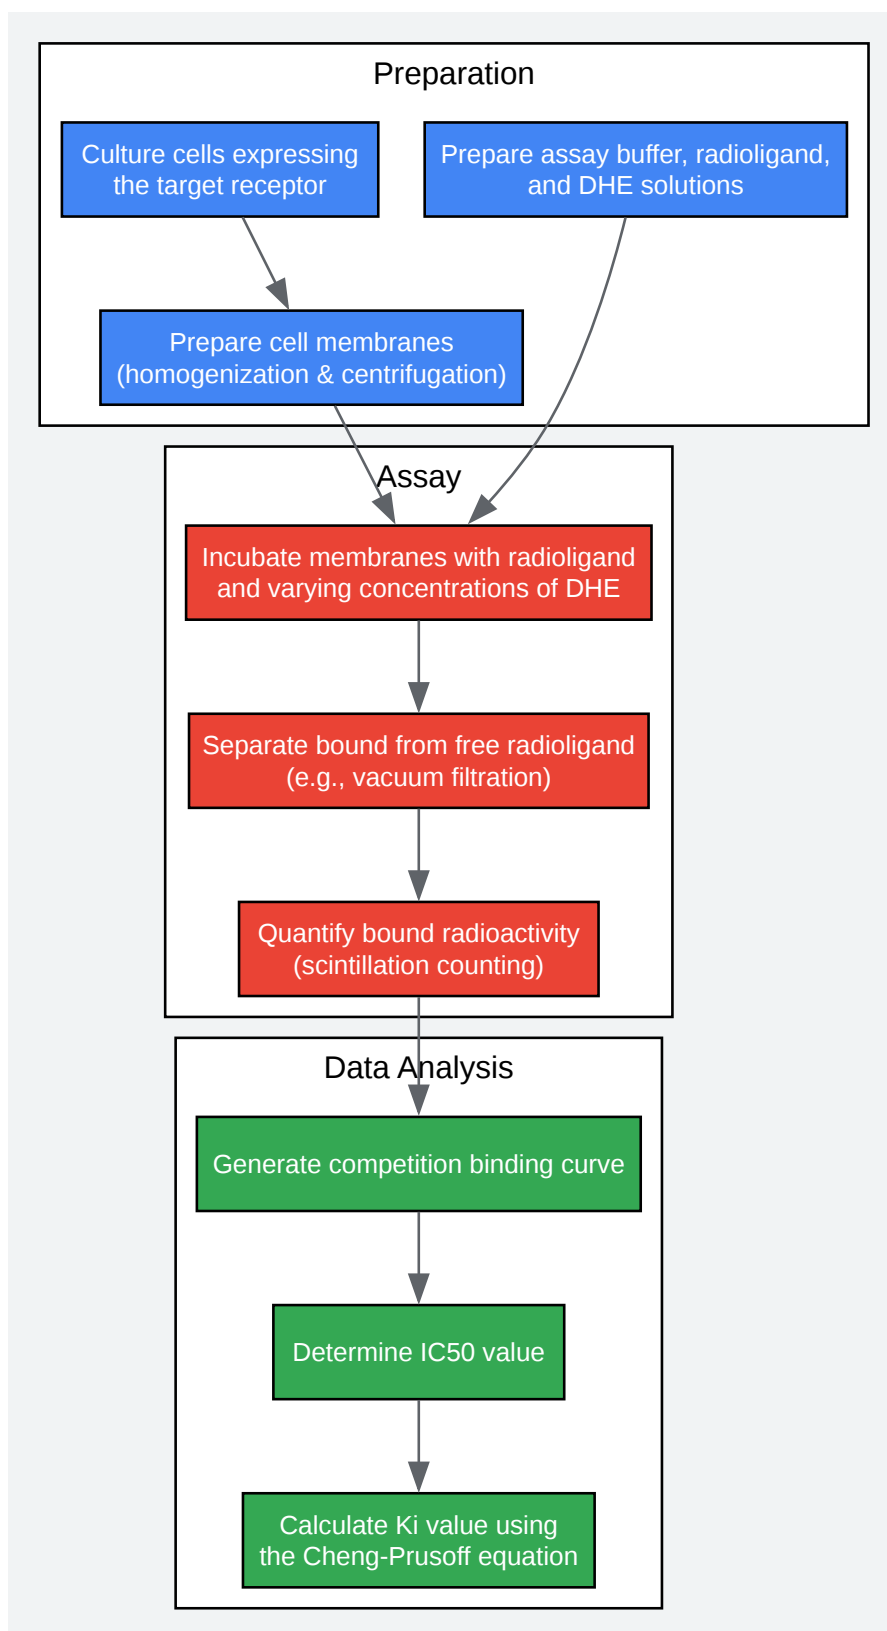 Preparation
Culture cells expressing
the target receptor
Prepare assay buffer, radioligand,
and DHE solutions
Prepare cell membranes
(homogenization & centrifugation)
Assay
Incubate membranes with radioligand
and varying concentrations of DHE
Separate bound from free radioligand
(e.g., vacuum filtration)
Quantify bound radioactivity
(scintillation counting)
Data Analysis
Generate competition binding curve
Determine IC50 value
Calculate Ki value using
the Cheng-Prusoff equation